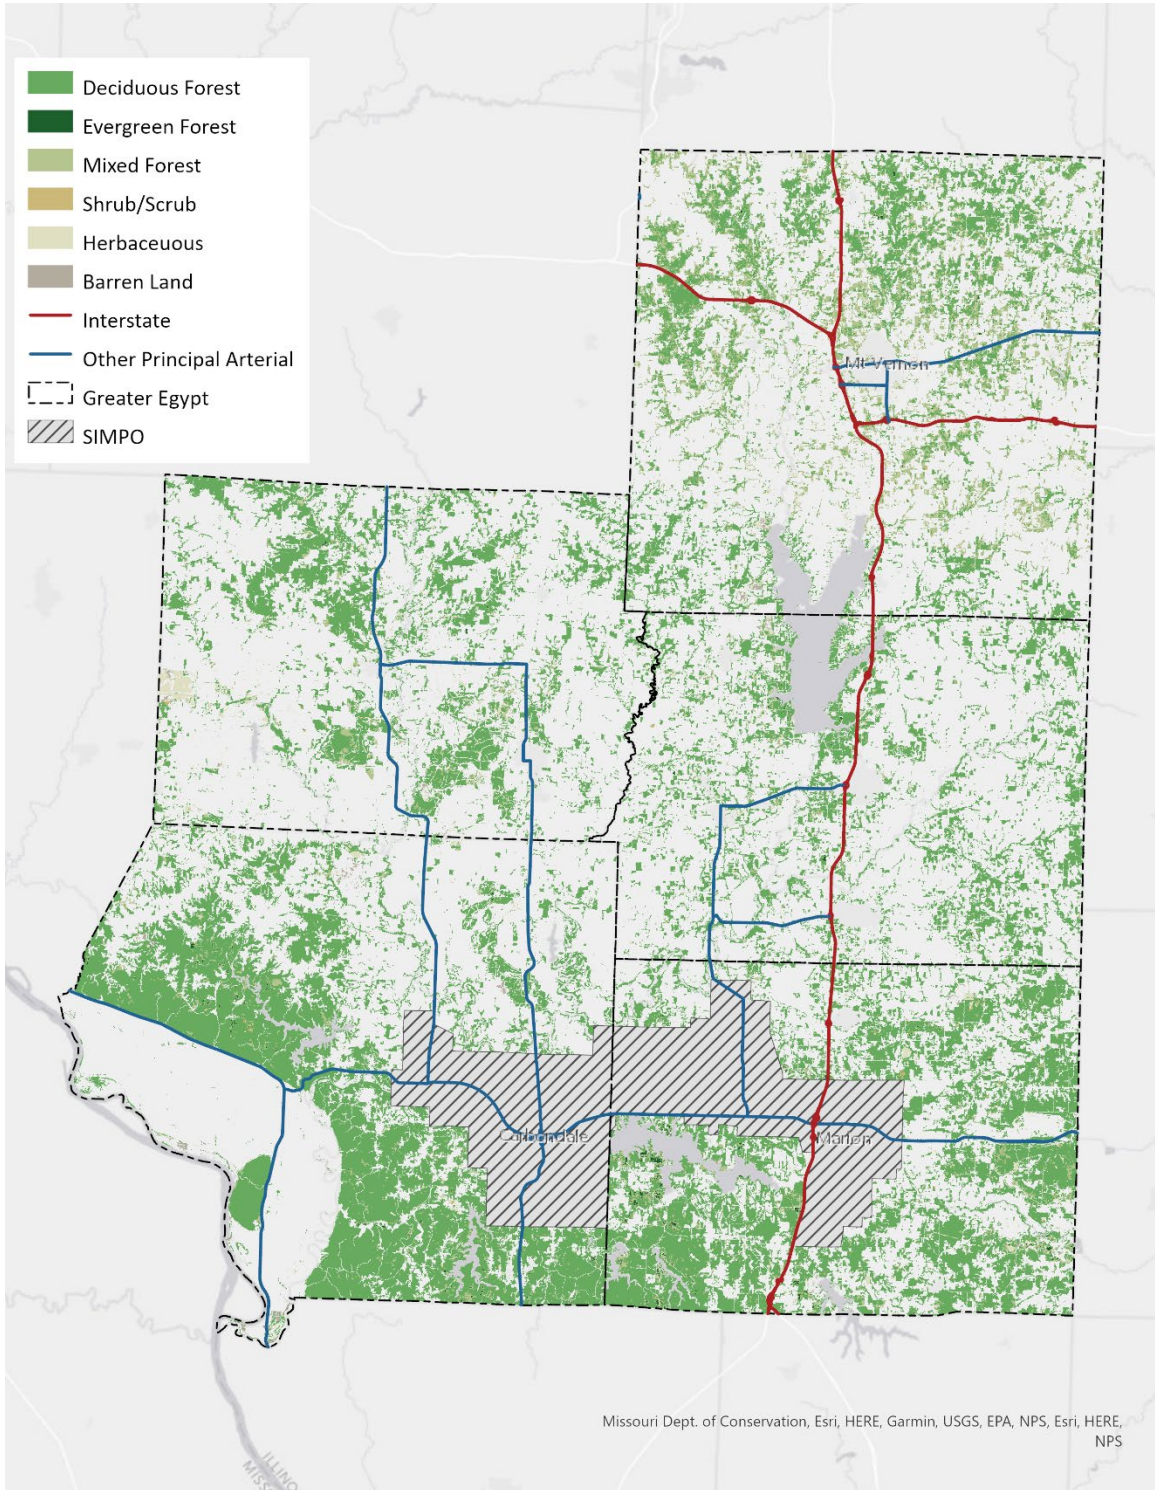 Deciduous Forest
Evergreen Forest
Mixed Forest
Shrub/Scrub
Herbaceuous
Barren Land
Interstate
Other Principal Arterial
Greater Egypt
SIMPO
Mt Vernon
Carbondale
Marion
Missouri Dept. of Conservation, Esri, HERE, Garmin, USGS, EPA, NPS, Esri, HERE,
NPS